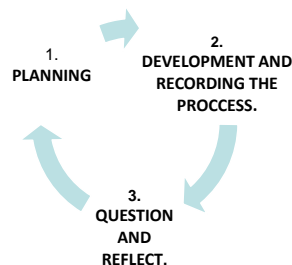 1.
PLANNING
2.
DEVELOPMENT AND
RECORDING THE
PROCCESS.
3.
QUESTION
AND
REFLECT.